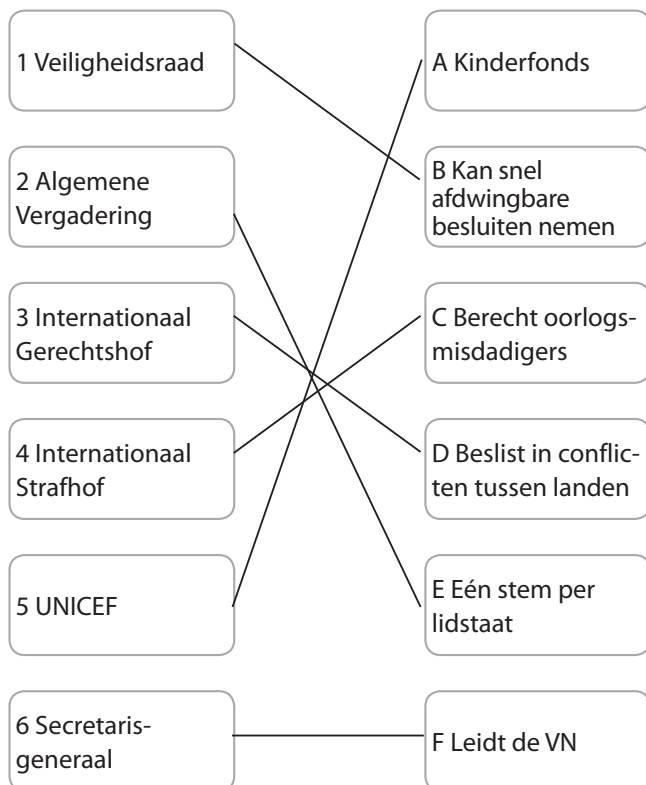 1 Veiligheidsraad
A Kinderfonds
2 Algemene
Vergadering
B Kan snel
afdwingbare
besluiten nemen
3 Internationaal
Gerechtshof
C Berecht oorlogs-
misdadigers
4 Internationaal
Strafhof
D Beslist in conflic-
ten tussen landen
5 UNICEF
E Eén stem per
lidstaat
6 Secretaris-
generaal
F Leidt de VN